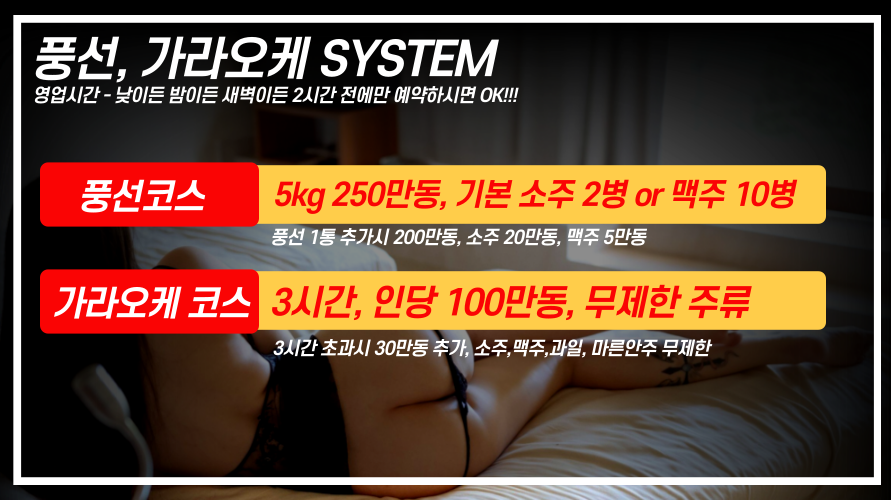 풍선, 가라오케 SYSTEM
영업시간 - 낮이든 밤이든 새벽이든 2시간 전에만 예약하시면 OK!!!
풍선코스
5kg 250만동, 기본 소주 2병 or 맥주 10병
풍선 1통 추가시 200만동, 소주 20만동, 맥주 5만동
가라오케 코스
3시간, 인당 100만동, 무제한 주류
3시간 초과시 30만동 추가, 소주,맥주,과일, 마른안주 무제한